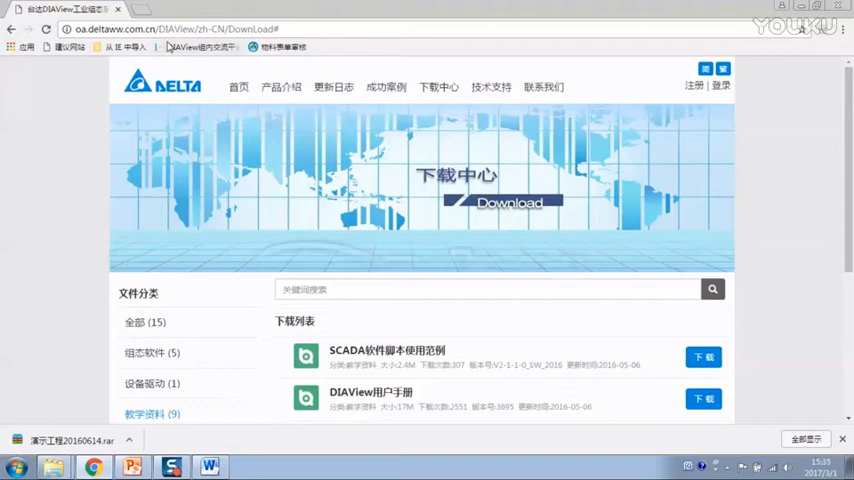 台达DIAView工业组态
YOUKU
oa.deltaww.com.cn/DIAView/zh-CN/DownLoad#
应用 建议网站 从 IE 中导入 DIAView组内交流平 物料表单审核
简 繁
DELTA 首页 产品介绍 更新日志 成功案例 下载中心 技术支持 联系我们
注册 | 登录
下载中心
Download
文件分类
关键词搜索
全部 (15)
下载列表
组态软件 (5)
SCADA软件脚本使用范例
分类:教学资料 大小:2.4M 下载次数:307 版本号:V2-1-1-0_SW_2016 更新时间:2016-05-06
下 载
设备驱动 (1)
DIAView用户手册
分类:教学资料 大小:17M 下载次数:2551 版本号:3695 更新时间:2016-05-06
下 载
教学资料 (9)
演示工程20160614.rar
全部显示
15:35
2017/3/1